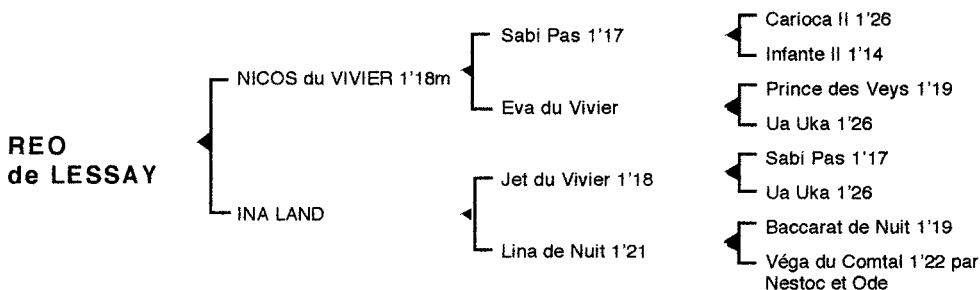 REO
de LESSAY
NICOS du VIVIER 1'18m
INA LAND
Sabi Pas 1'17
Eva du Vivier
Jet du Vivier 1'18
Lina de Nuit 1'21
Carioca II 1'26
Infante II 1'14
Prince des Veys 1'19
Ua Uka 1'26
Sabi Pas 1'17
Ua Uka 1'26
Baccarat de Nuit 1'19
Véga du Comtal 1'22 par
Nestoc et Ode